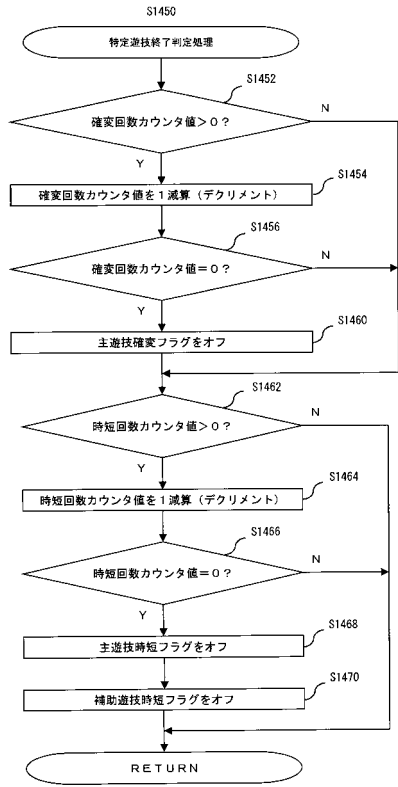 S1450
特定遊技終了判定処理
S1452
確変回数カウンタ値>0?
N
Y
S1454
確変回数カウンタ値を1減算(デクリメント)
S1456
確変回数カウンタ値=0?
N
Y
S1460
主遊技確変フラグをオフ
S1462
時短回数カウンタ値>0?
N
Y
S1464
時短回数カウンタ値を1減算(デクリメント)
S1466
時短回数カウンタ値=0?
N
Y
S1468
主遊技時短フラグをオフ
S1470
補助遊技時短フラグをオフ
RETURN